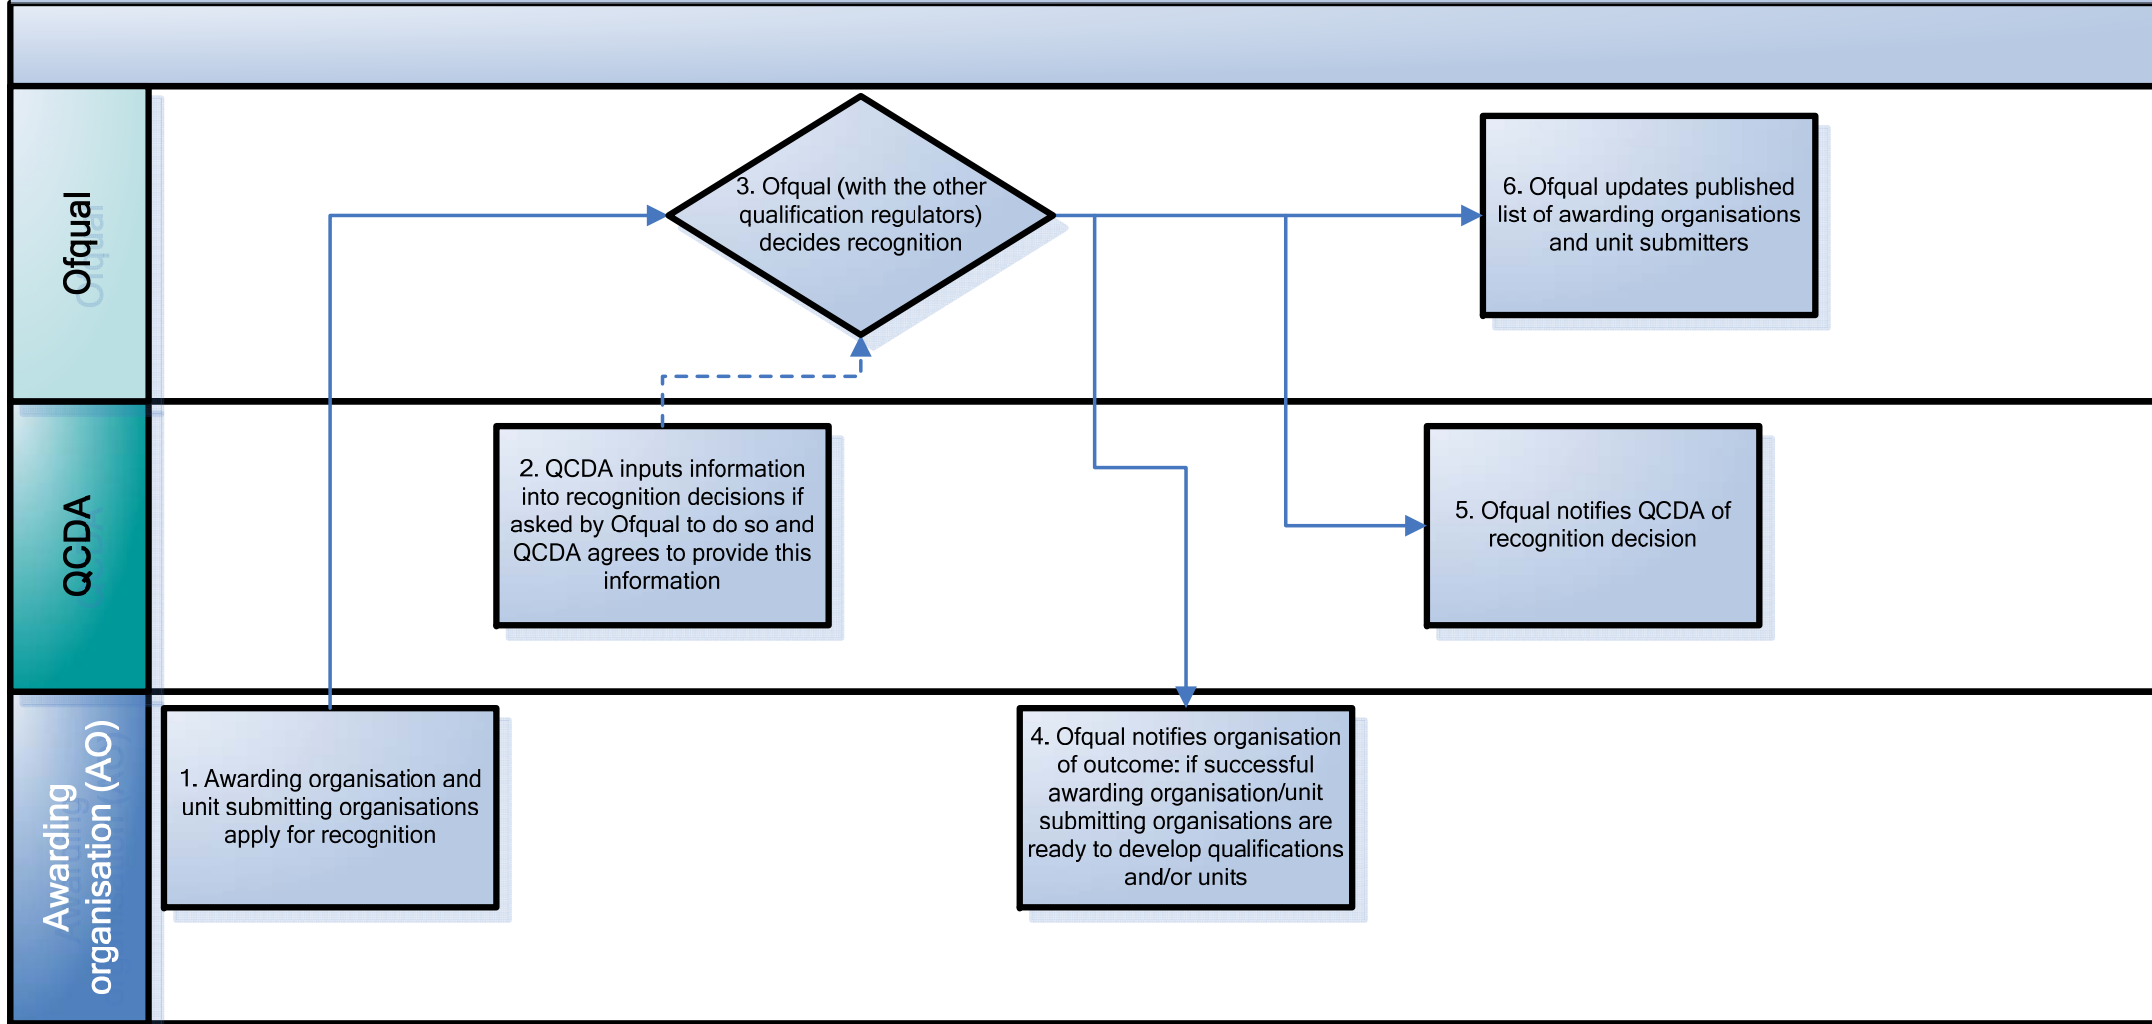 Ofqual
3. Ofqual (with the other
qualification regulators)
decides recognition
6. Ofqual updates published
list of awarding organisations
and unit submitters
QCDA
2. QCDA inputs information
into recognition decisions if
asked by Ofqual to do so and
QCDA agrees to provide this
information
5. Ofqual notifies QCDA of
recognition decision
Awarding
organisation (AO)
1. Awarding organisation and
unit submitting organisations
apply for recognition
4. Ofqual notifies organisation
of outcome: if successful
awarding organisation/unit
submitting organisations are
ready to develop qualifications
and/or units